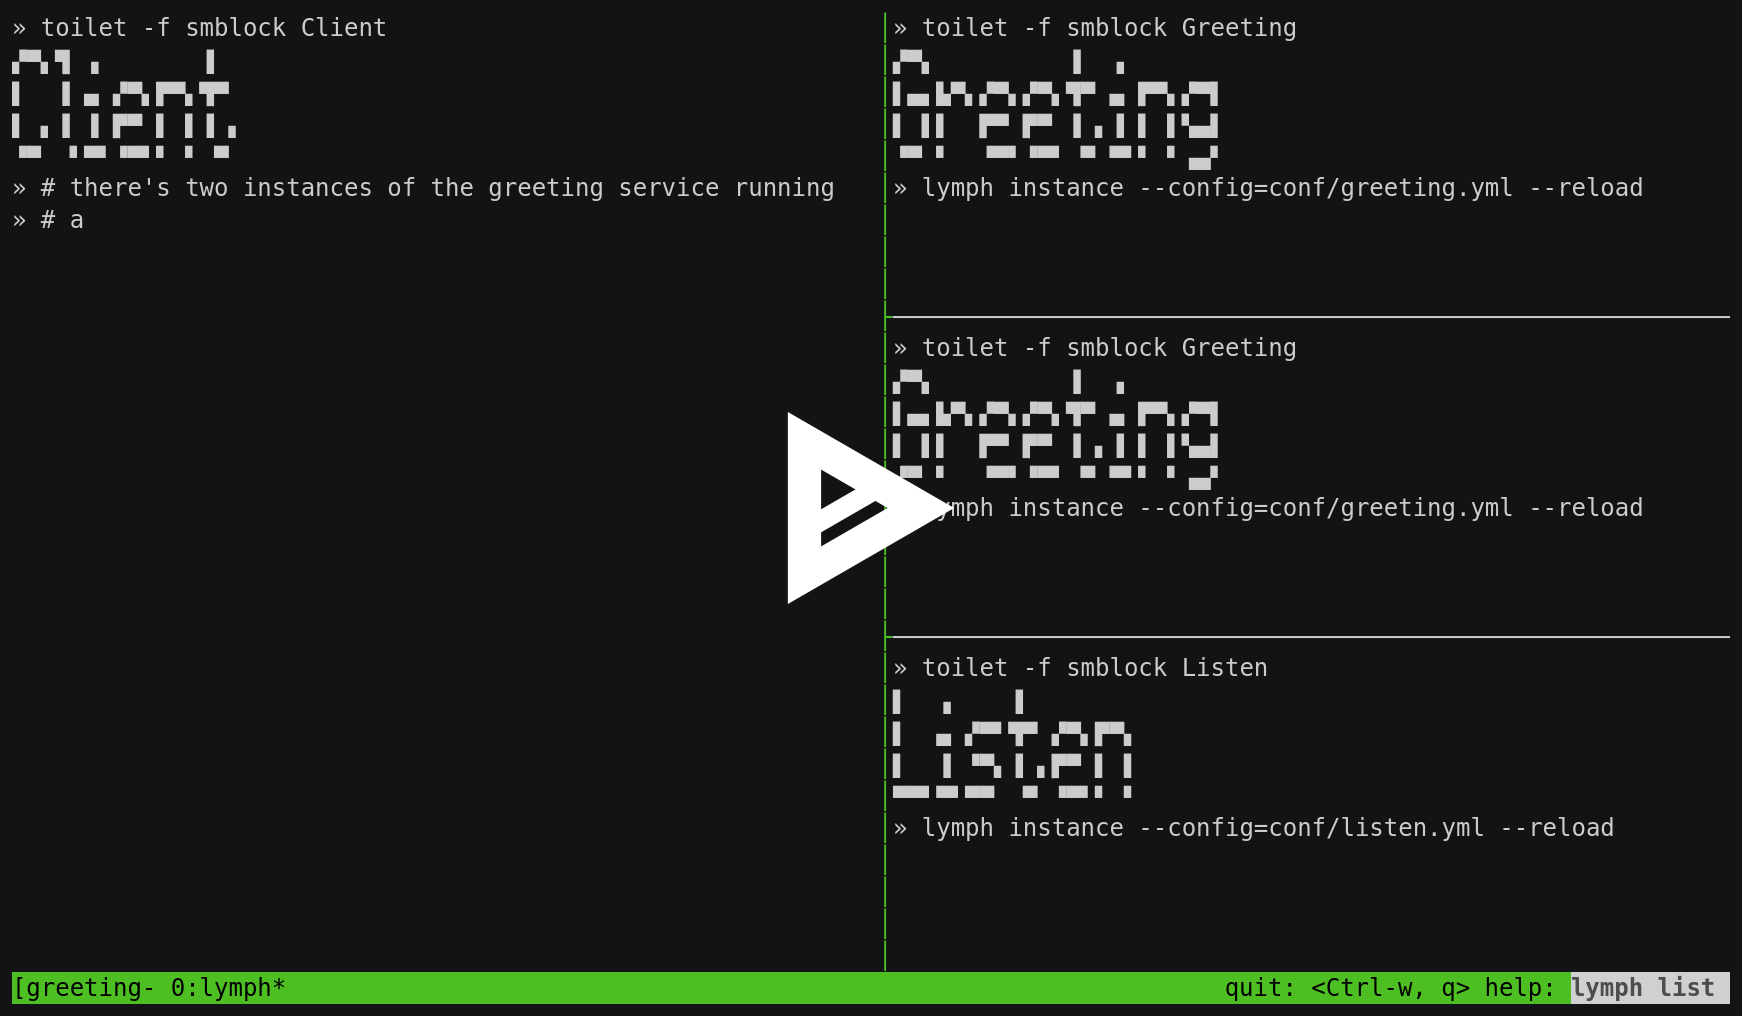 » toilet -f smblock Client
Client
» # there's two instances of the greeting service running
» # a
» toilet -f smblock Greeting
Greeting
» lymph instance --config=conf/greeting.yml --reload
» toilet -f smblock Greeting
Greeting
ymph instance --config=conf/greeting.yml --reload
» toilet -f smblock Listen
Listen
» lymph instance --config=conf/listen.yml --reload
[greeting- 0:lymph* quit: <Ctrl-w, q> help: lymph list